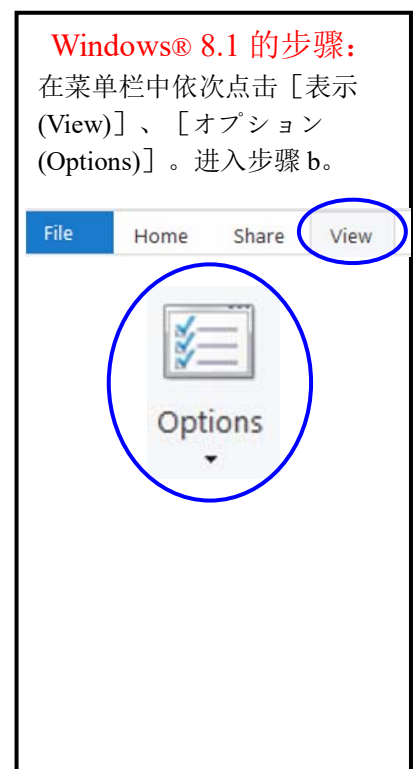 Windows® 8.1 的步骤：
在菜单栏中依次点击［表示
(View)］、［オプション
(Options)］。进入步骤 b。
File Home Share View
Options